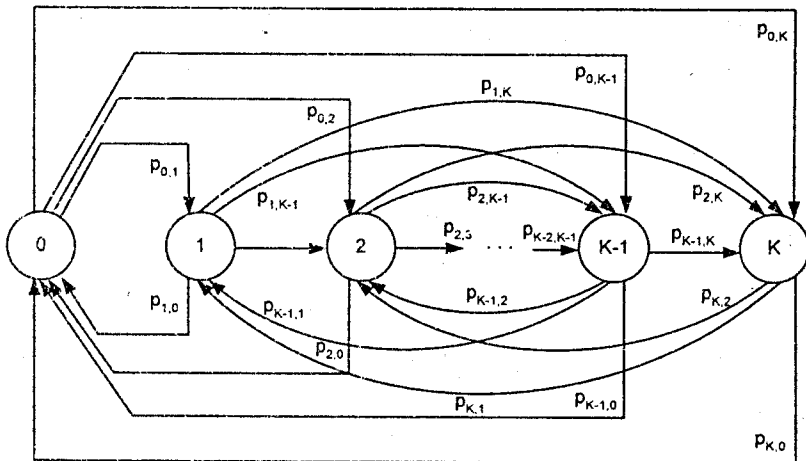 p0,K
p0,K-1
p1,K
p0,2
p0,1
p1,K-1
p2,K-1
p2,K
0
1
2
p2,3
. . .
pK-2,K-1
K-1
pK-1,K
K
p1,0
pK-1,1
pK-1,2
pK,2
p2,0
pK,1
pK-1,0
pK,0